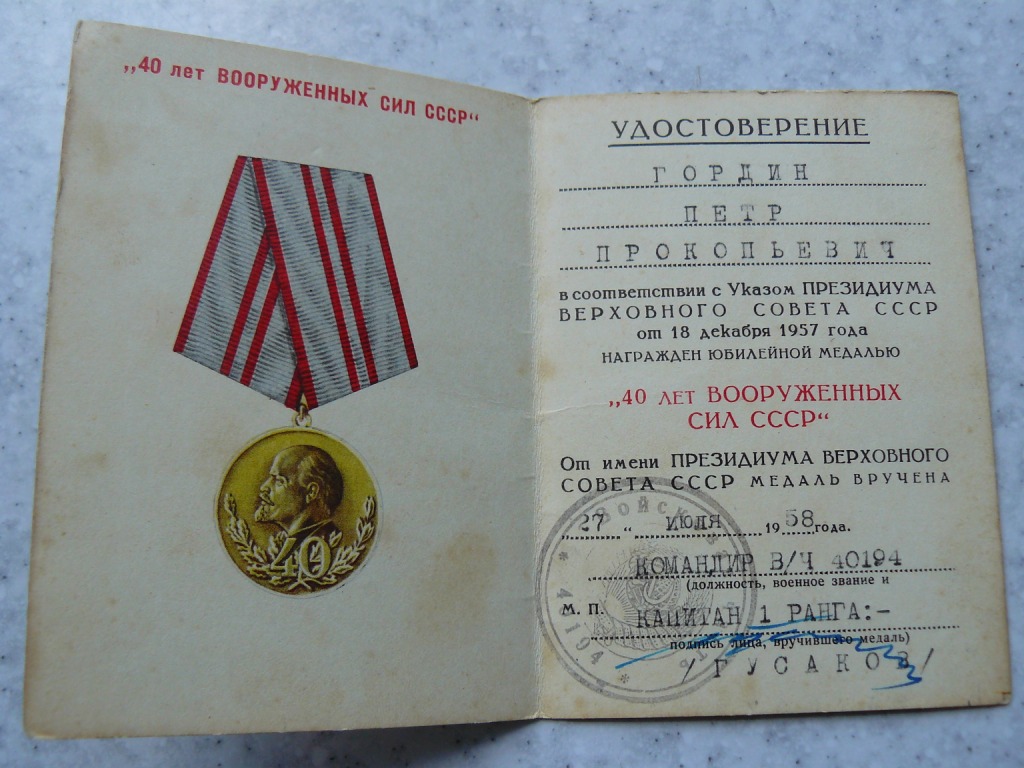 „40 лет ВООРУЖЕННЫХ СИЛ СССР“
40
УДОСТОВЕРЕНИЕ
ГОРДИН
ПЕТР
ПРОКОПЬЕВИЧ
в соответствии с Указом ПРЕЗИДИУМА
ВЕРХОВНОГО СОВЕТА СССР
от 18 декабря 1957 года
НАГРАЖДЕН ЮБИЛЕЙНОЙ МЕДАЛЬЮ
„40 ЛЕТ ВООРУЖЕННЫХ
СИЛ СССР“
От имени ПРЕЗИДИУМА ВЕРХОВНОГО
СОВЕТА СССР МЕДАЛЬ ВРУЧЕНА
27 “ ИЮЛЯ 1958 года.
КОМАНДИР В/Ч 40194
(должность, военное звание и
М. П. КАПИТАН 1 РАНГА:-
подпись лица, вручившего медаль)
/ГУСАКОВ/